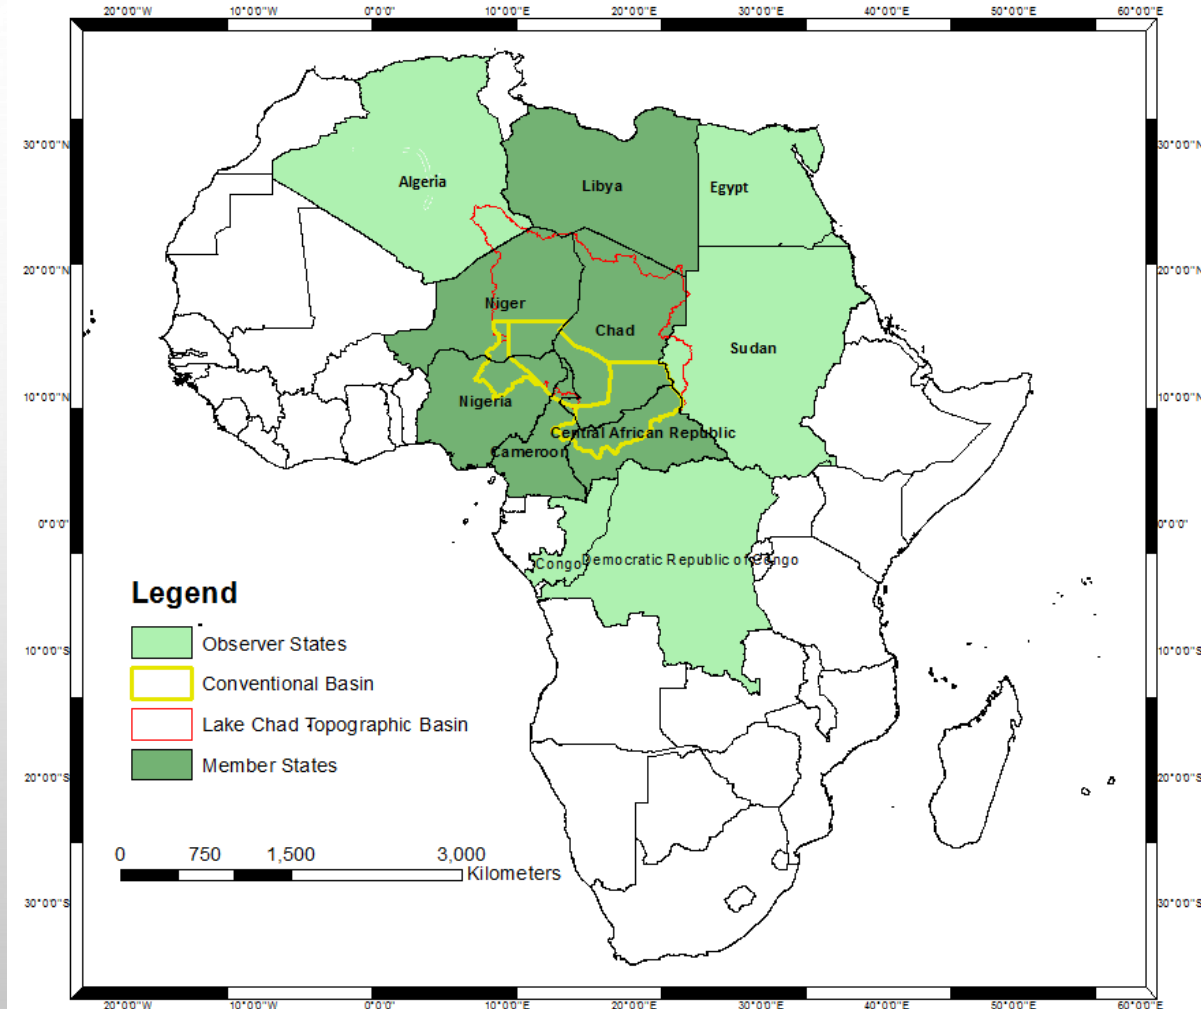 20°0'0"W 10°0'0"W 0°0'0" 10°0'0"E 20°0'0"E 30°0'0"E 40°0'0"E 50°0'0"E 60°0'0"E
30°0'0"N 30°0'0"N
Algeria Libya Egypt
20°0'0"N 20°0'0"N
Niger
Chad
Sudan
10°0'0"N 10°0'0"N
Nigeria
Central African Republic
Cameroon
0°0'0" 0°0'0"
Congo Democratic Republic of Congo
Legend
Observer States
10°0'0"S 10°0'0"S
Conventional Basin
Lake Chad Topographic Basin
Member States
20°0'0"S 20°0'0"S
0 750 1,500 3,000
Kilometers
30°0'0"S 30°0'0"S
20°0'0"W 10°0'0"W 0°0'0" 10°0'0"E 20°0'0"E 30°0'0"E 40°0'0"E 50°0'0"E 60°0'0"E